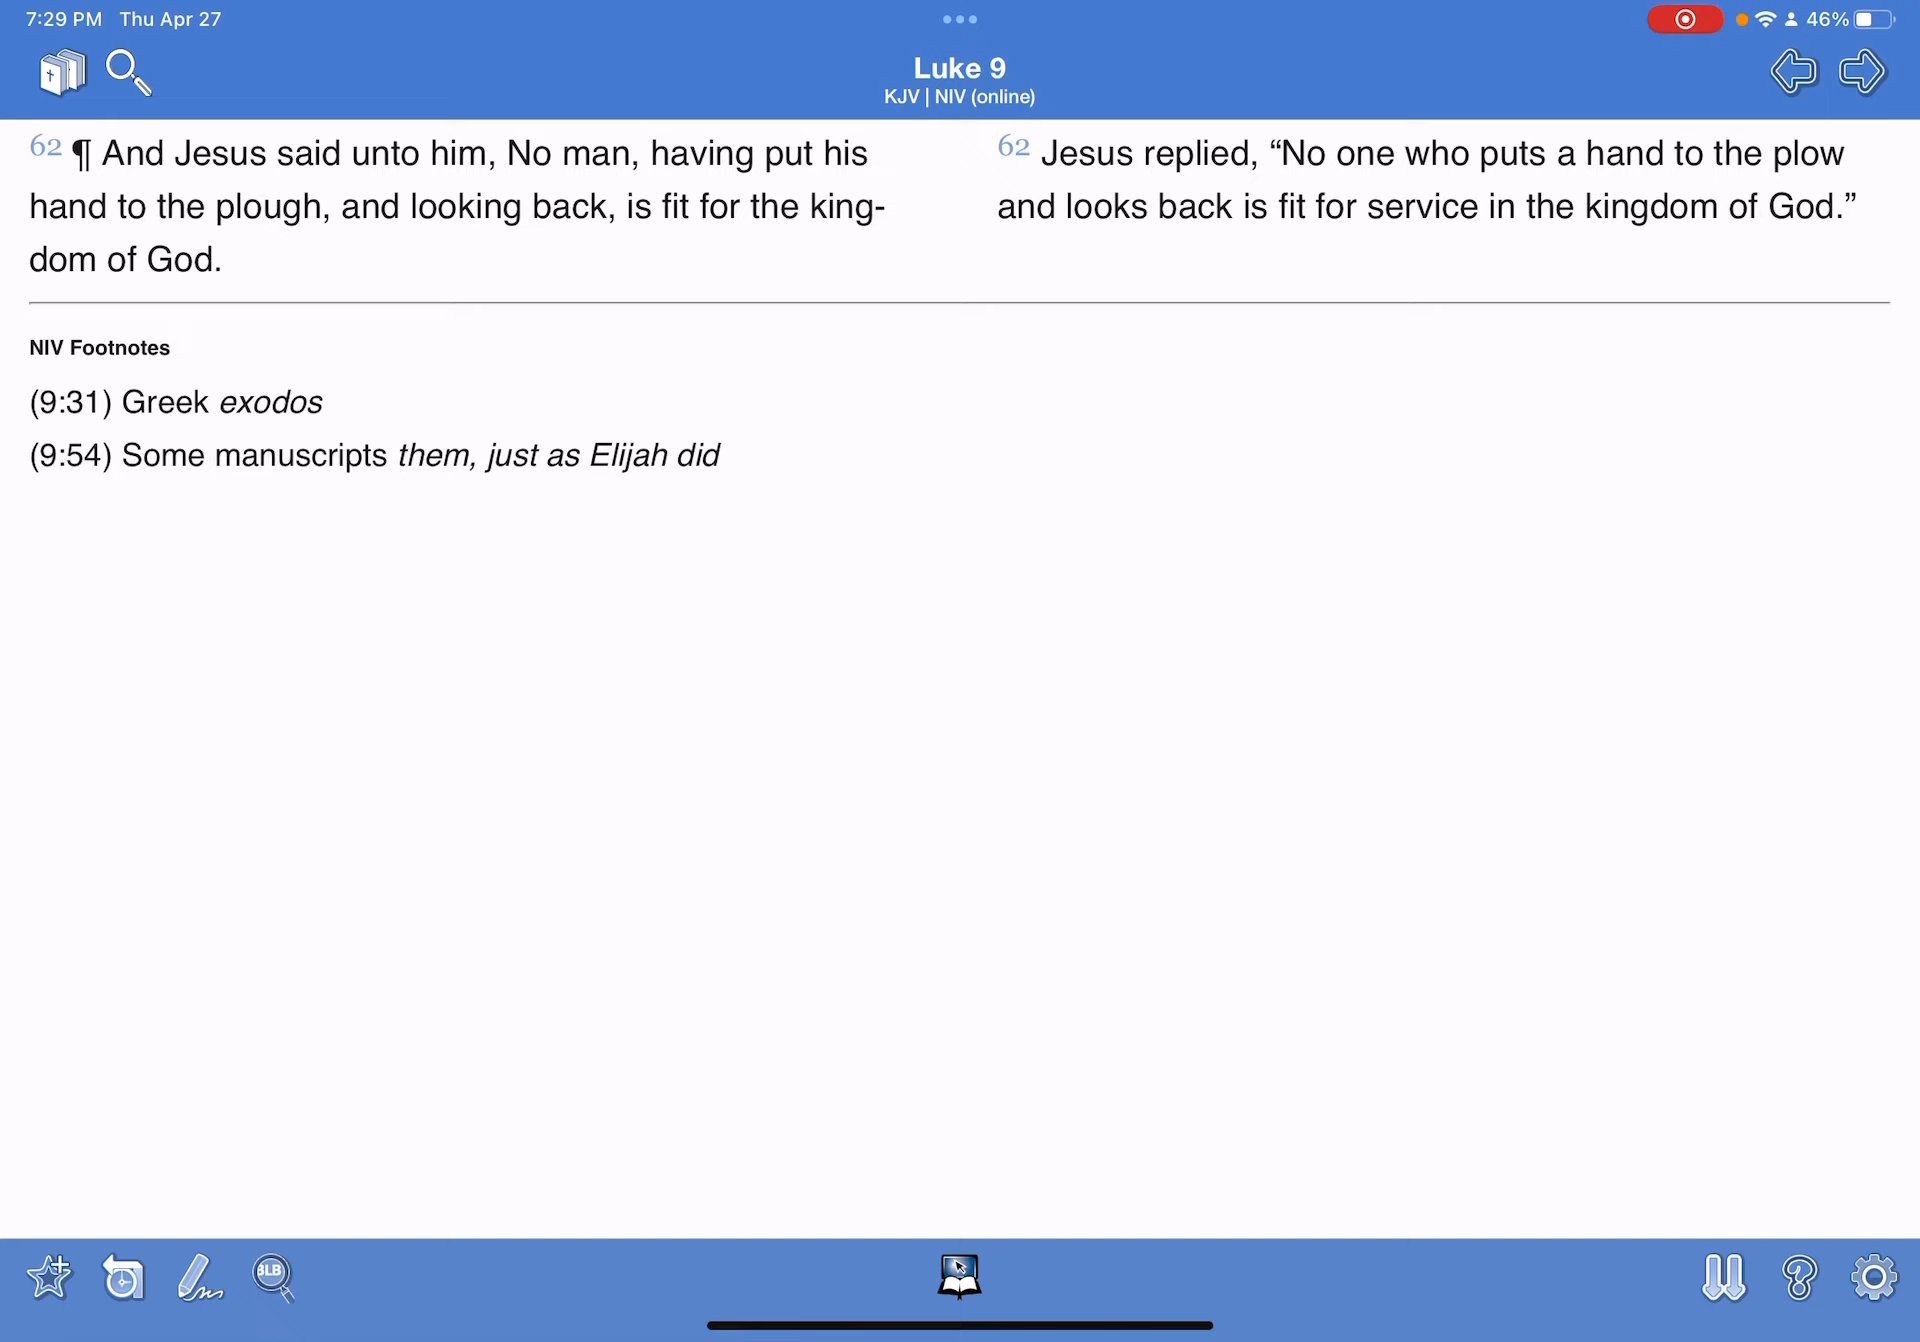 7:29 PM Thu Apr 27
46%
Luke 9
KJV | NIV (online)
62 ¶ And Jesus said unto him, No man, having put his
hand to the plough, and looking back, is fit for the king-
dom of God.
62 Jesus replied, “No one who puts a hand to the plow
and looks back is fit for service in the kingdom of God.”
NIV Footnotes
(9:31) Greek exodos
(9:54) Some manuscripts them, just as Elijah did
BLB